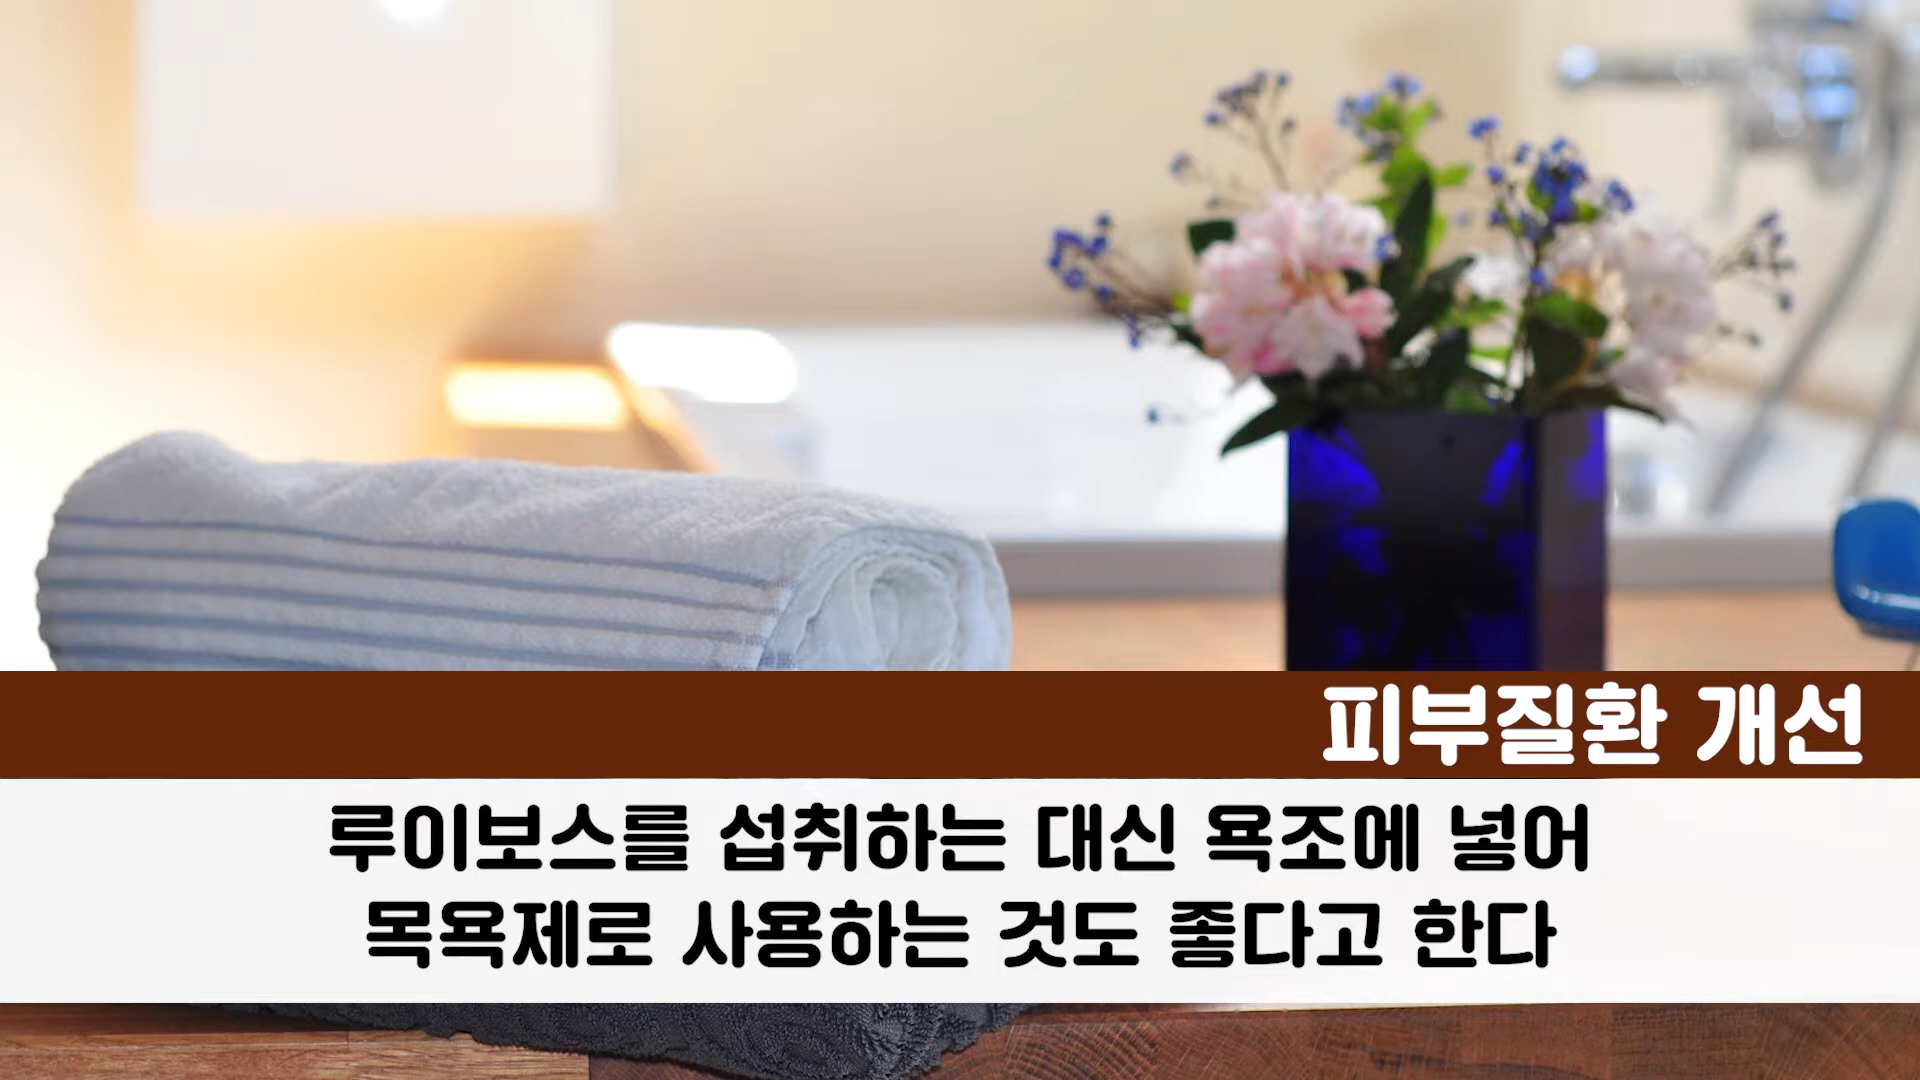 피부질환 개선
루이보스를 섭취하는 대신 욕조에 넣어
목욕제로 사용하는 것도 좋다고 한다